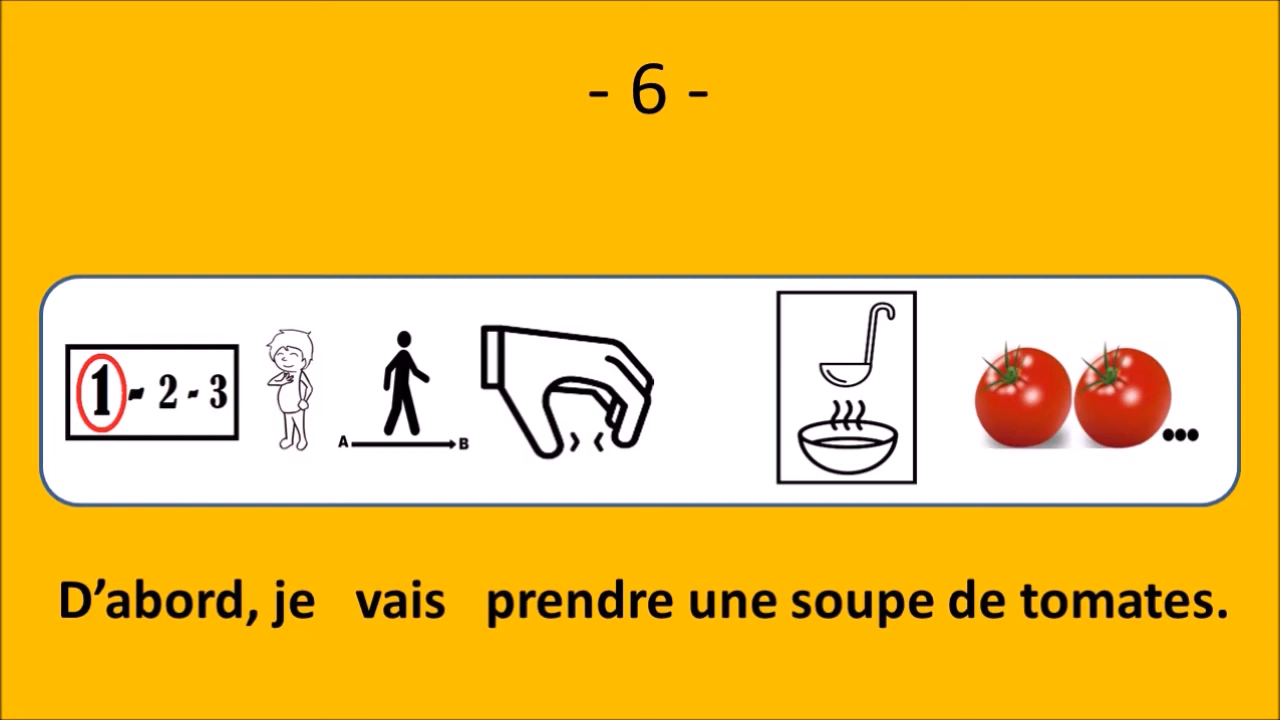 - 6 -
1 - 2 - 3
A B
D’abord, je vais prendre une soupe de tomates.